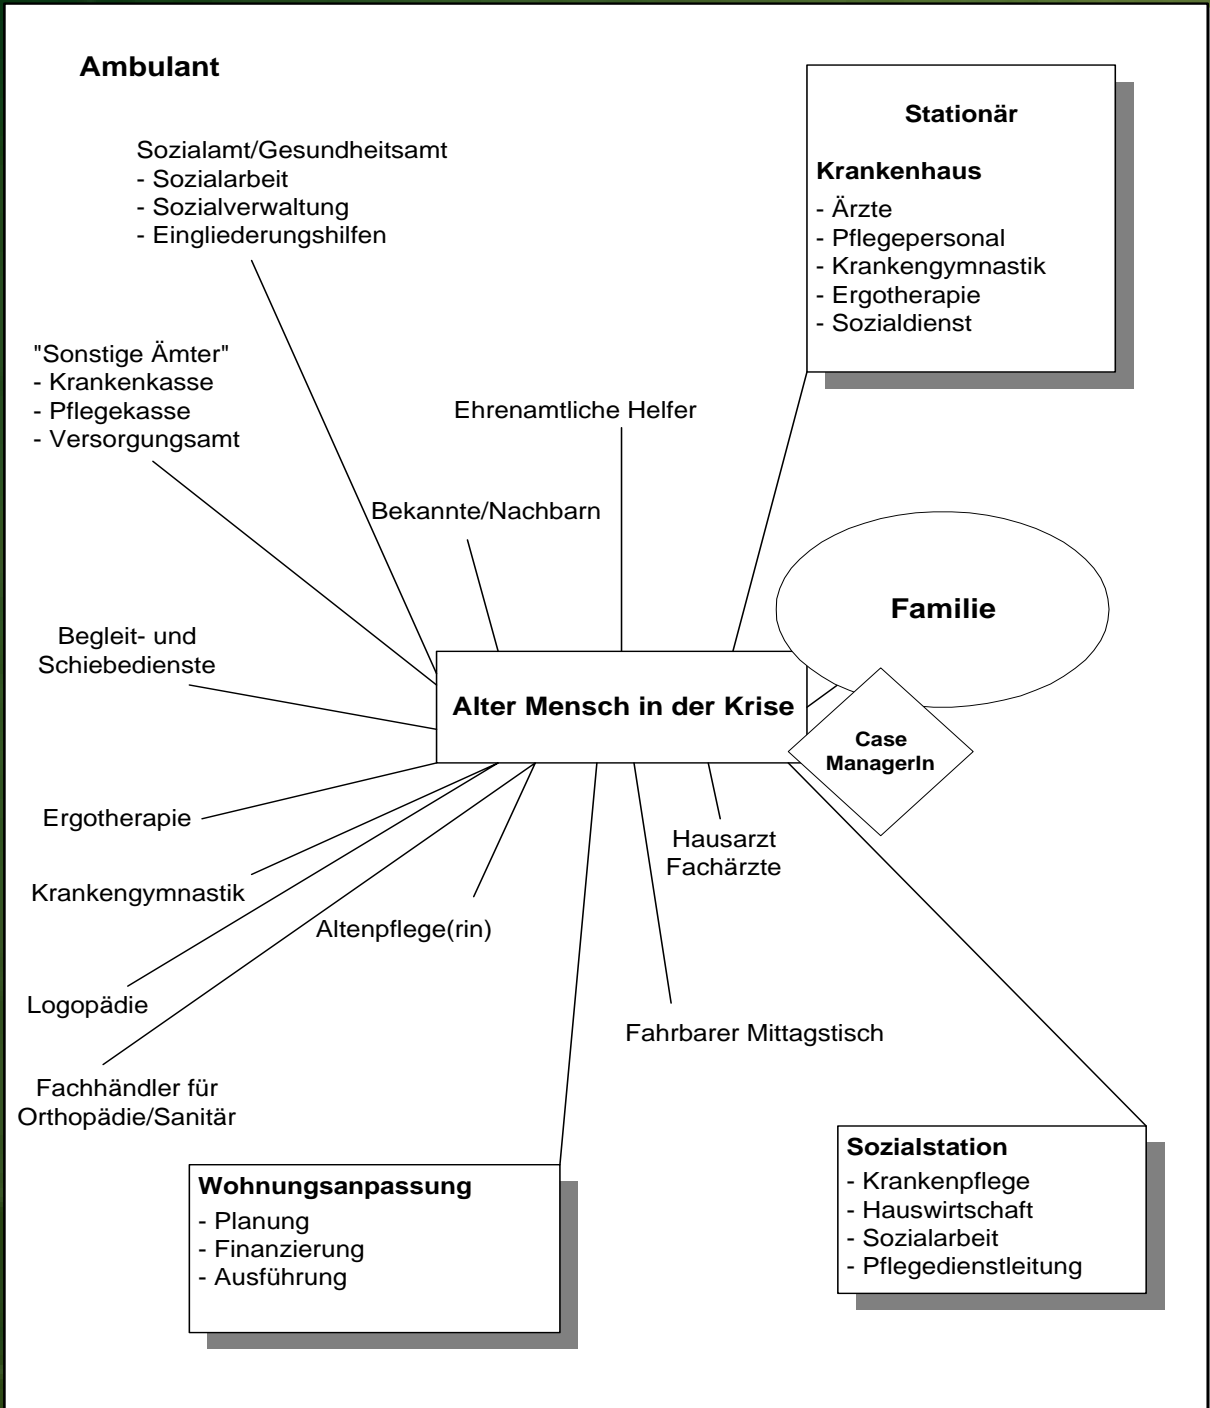 Ambulant
Stationär
Krankenhaus
- Ärzte
- Pflegepersonal
- Krankengymnastik
- Ergotherapie
- Sozialdienst
Sozialamt/Gesundheitsamt
- Sozialarbeit
- Sozialverwaltung
- Eingliederungshilfen
"Sonstige Ämter"
- Krankenkasse
- Pflegekasse
- Versorgungsamt
Ehrenamtliche Helfer
Bekannte/Nachbarn
Familie
Begleit- und
Schiebedienste
Alter Mensch in der Krise
Case
ManagerIn
Ergotherapie
Hausarzt
Fachärzte
Krankengymnastik
Altenpflege(rin)
Logopädie
Fahrbarer Mittagstisch
Fachhändler für
Orthopädie/Sanitär
Wohnungsanpassung
- Planung
- Finanzierung
- Ausführung
Sozialstation
- Krankenpflege
- Hauswirtschaft
- Sozialarbeit
- Pflegedienstleitung